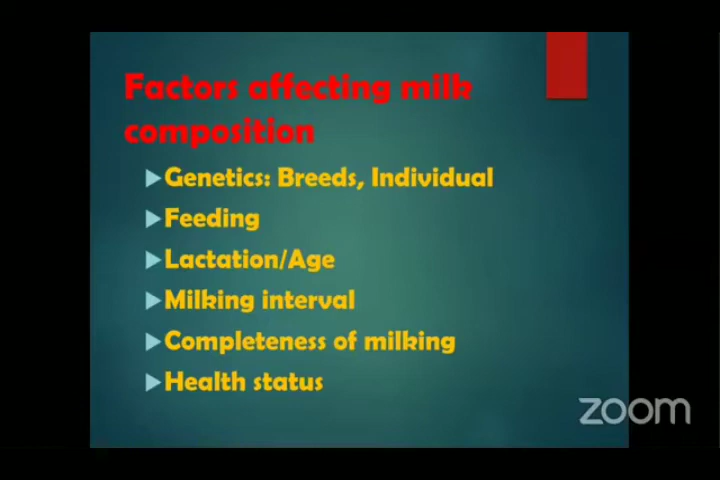 Factors affecting milk
composition
Genetics: Breeds, Individual
Feeding
Lactation/Age
Milking interval
Completeness of milking
Health status
zoom